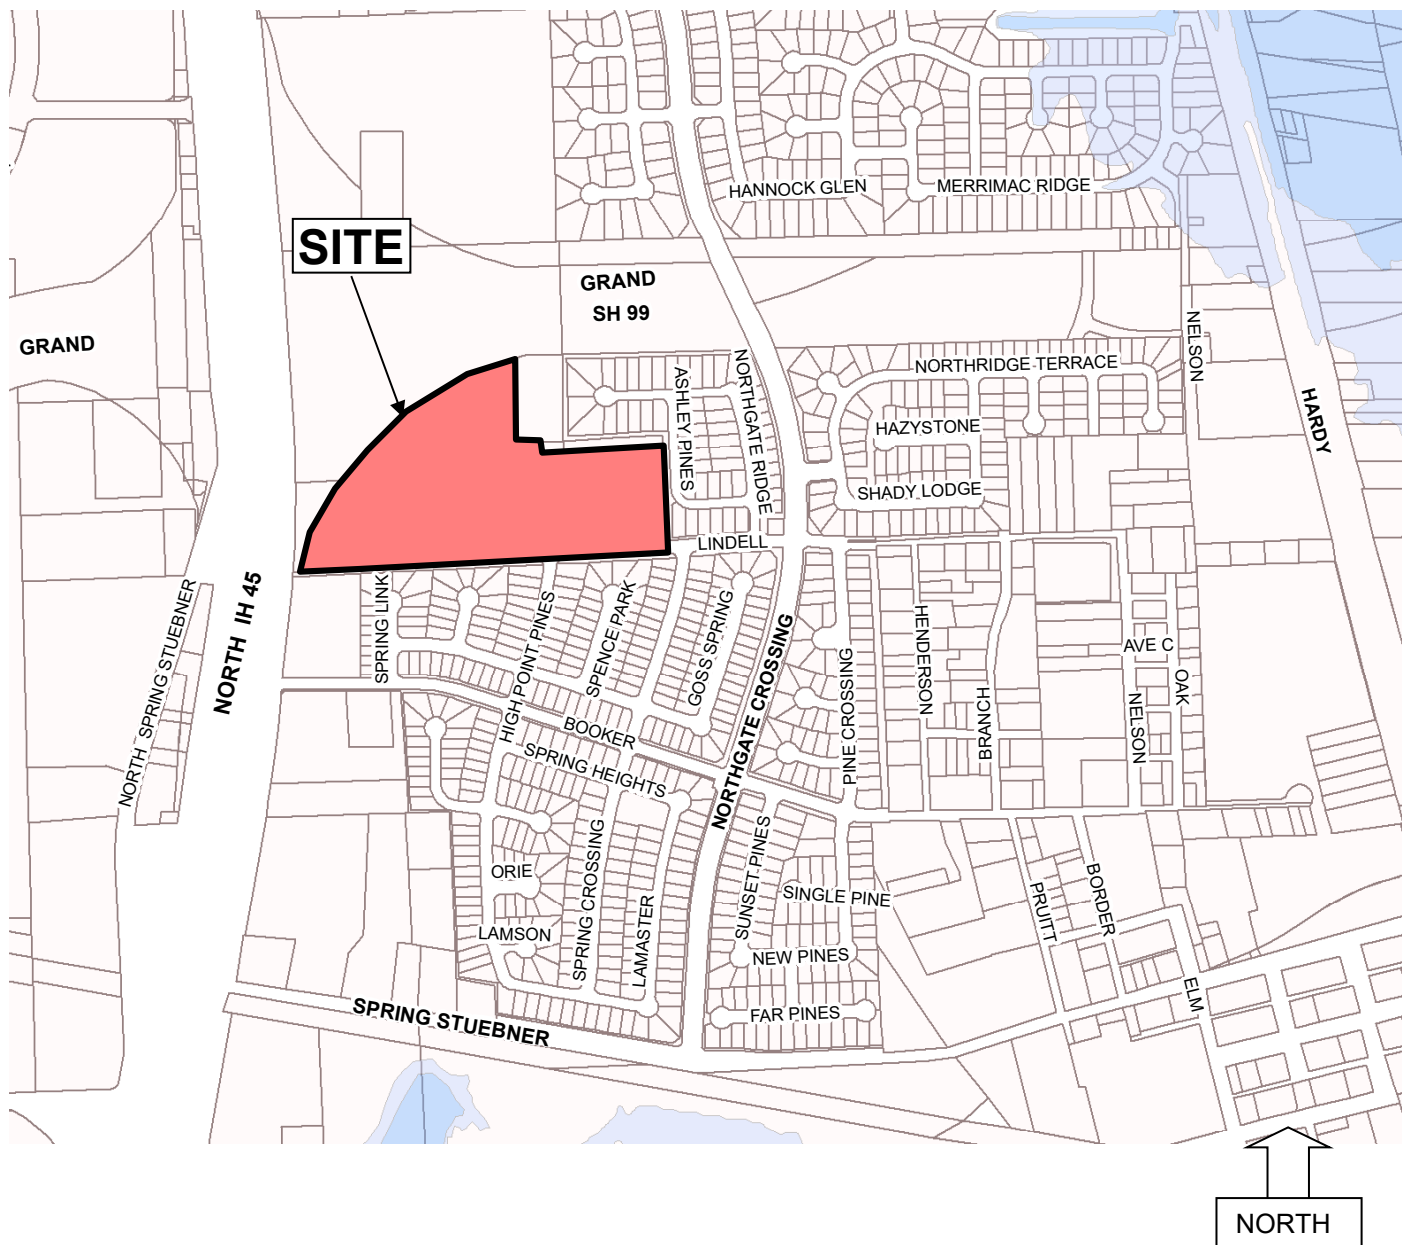 HANNOCK GLEN
MERRIMAC RIDGE
SITE
GRAND
SH 99
GRAND
NELSON
NORTHRIDGE TERRACE
ASHLEY PINES
NORTHGATE RIDGE
HARDY
HAZYSTONE
SHADY LODGE
LINDELL
NORTH SPRING STUEBNER
NORTH IH 45
SPRING LINK
HIGH POINT PINES
SPENCE PARK
GOSS SPRING
NORTHGATE CROSSING
PINE CROSSING
HENDERSON
BRANCH
AVE C
OAK
NELSON
BOOKER
SPRING HEIGHTS
ORIE
LAMSON
SPRING CROSSING
LAMASTER
SUNSET PINES
SINGLE PINE
NEW PINES
FAR PINES
PRUITT
BORDER
ELM
SPRING STUEBNER
NORTH